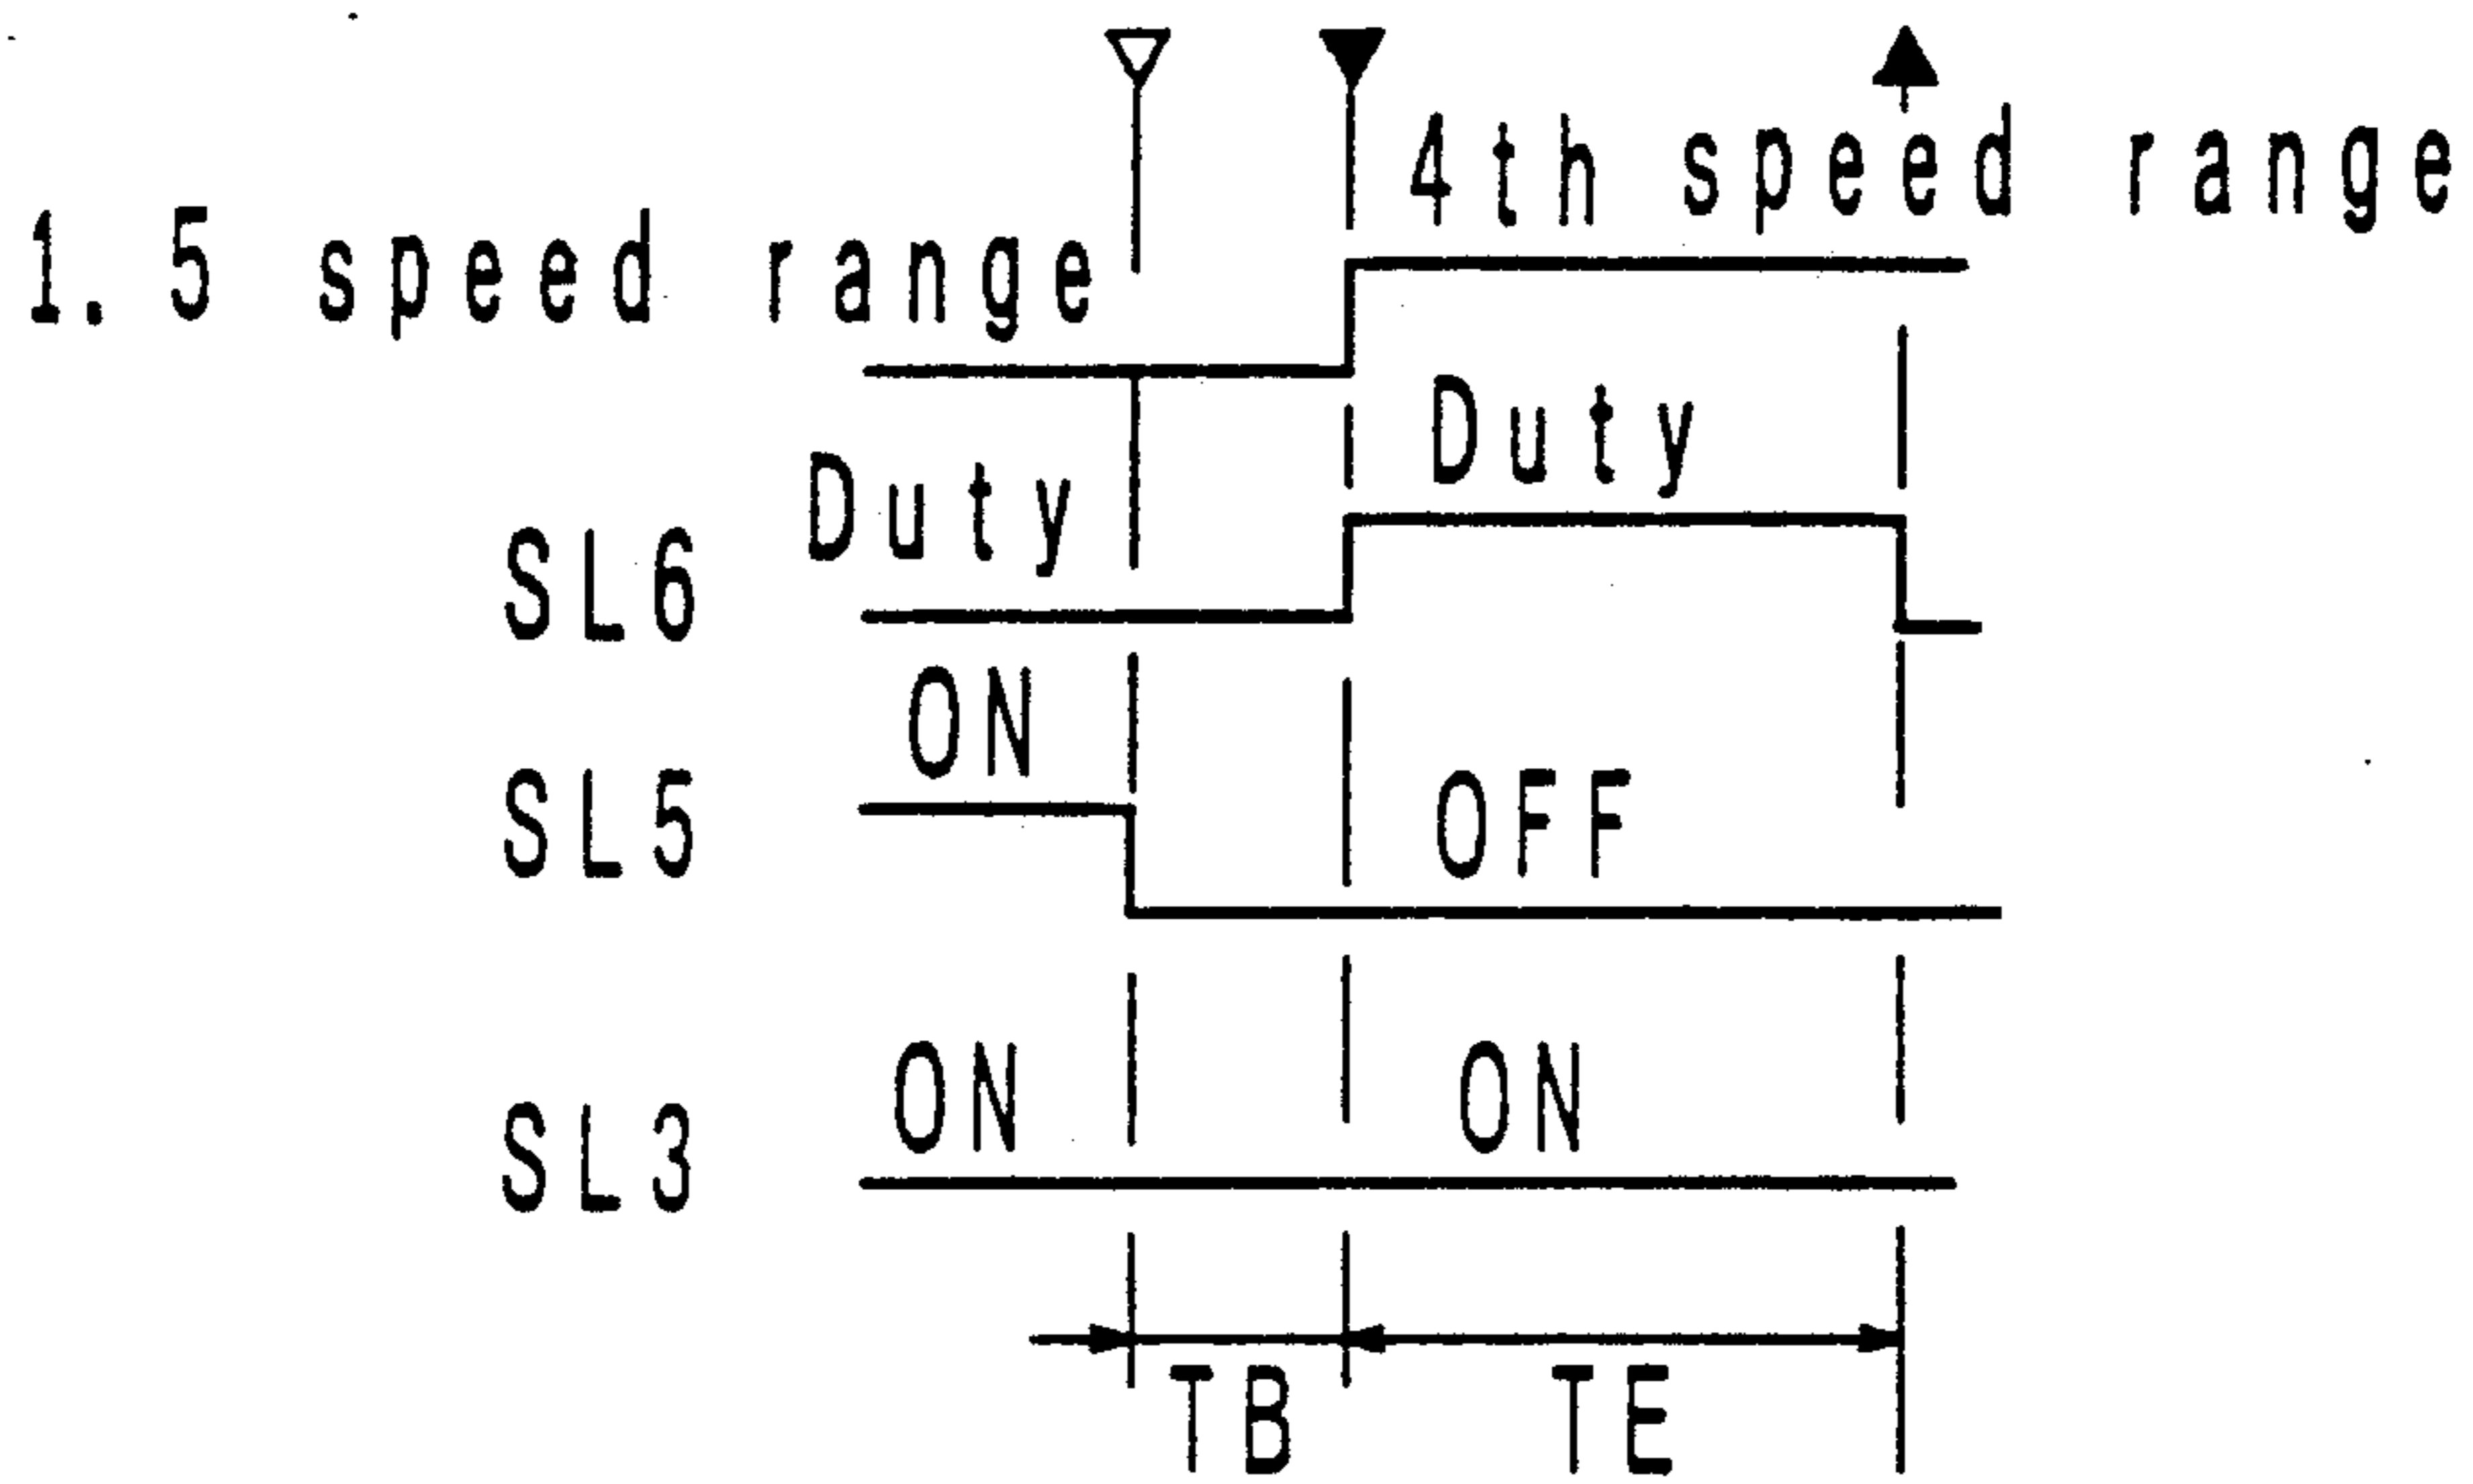 4th speed range
1.5 speed range
Duty
Duty
SL6
ON
SL5
OFF
ON
ON
SL3
TB
TE